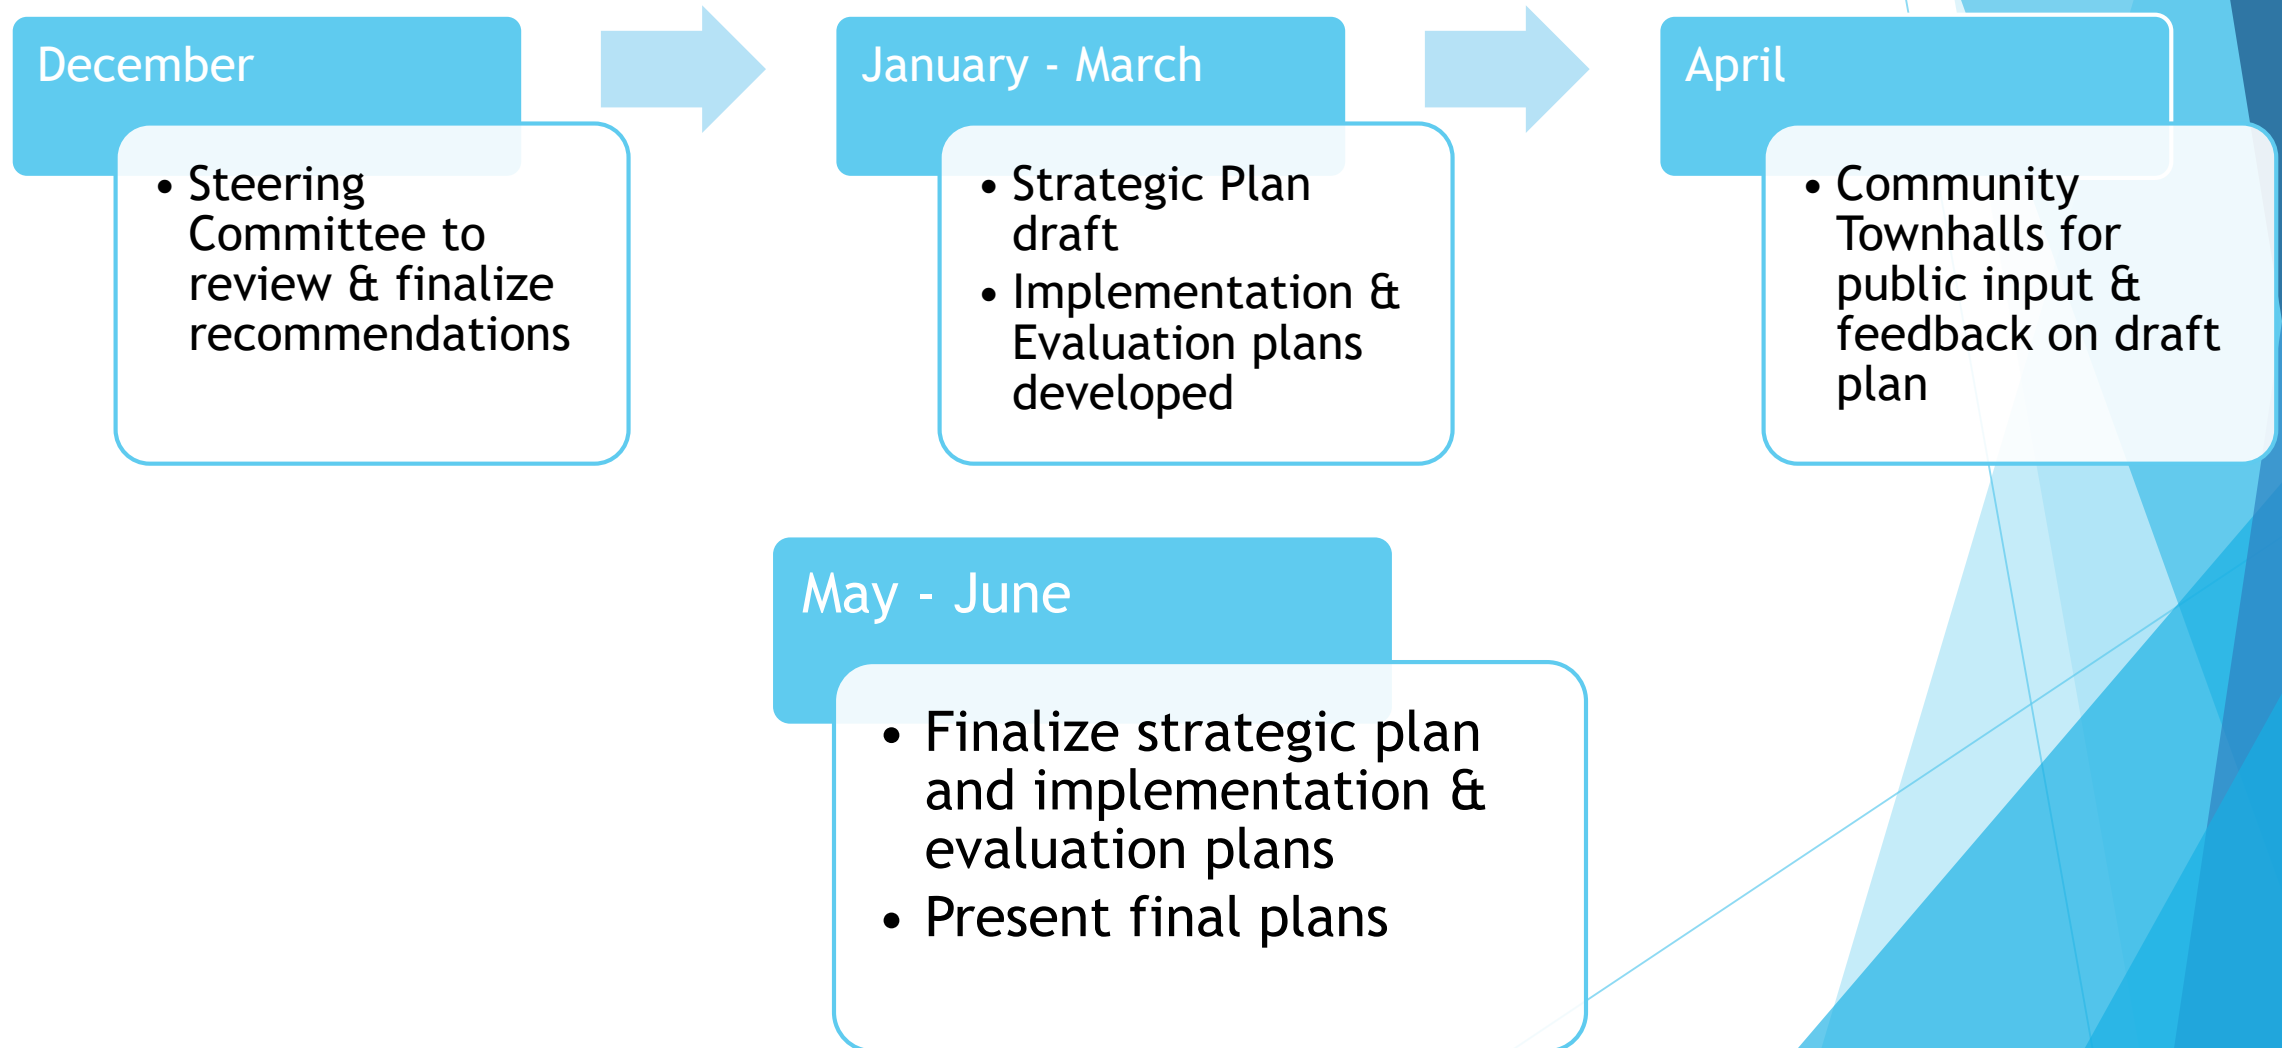 December
• Steering
Committee to
review & finalize
recommendations
January - March
• Strategic Plan
draft
• Implementation &
Evaluation plans
developed
April
• Community
Townhalls for
public input &
feedback on draft
plan
May - June
• Finalize strategic plan
and implementation &
evaluation plans
• Present final plans